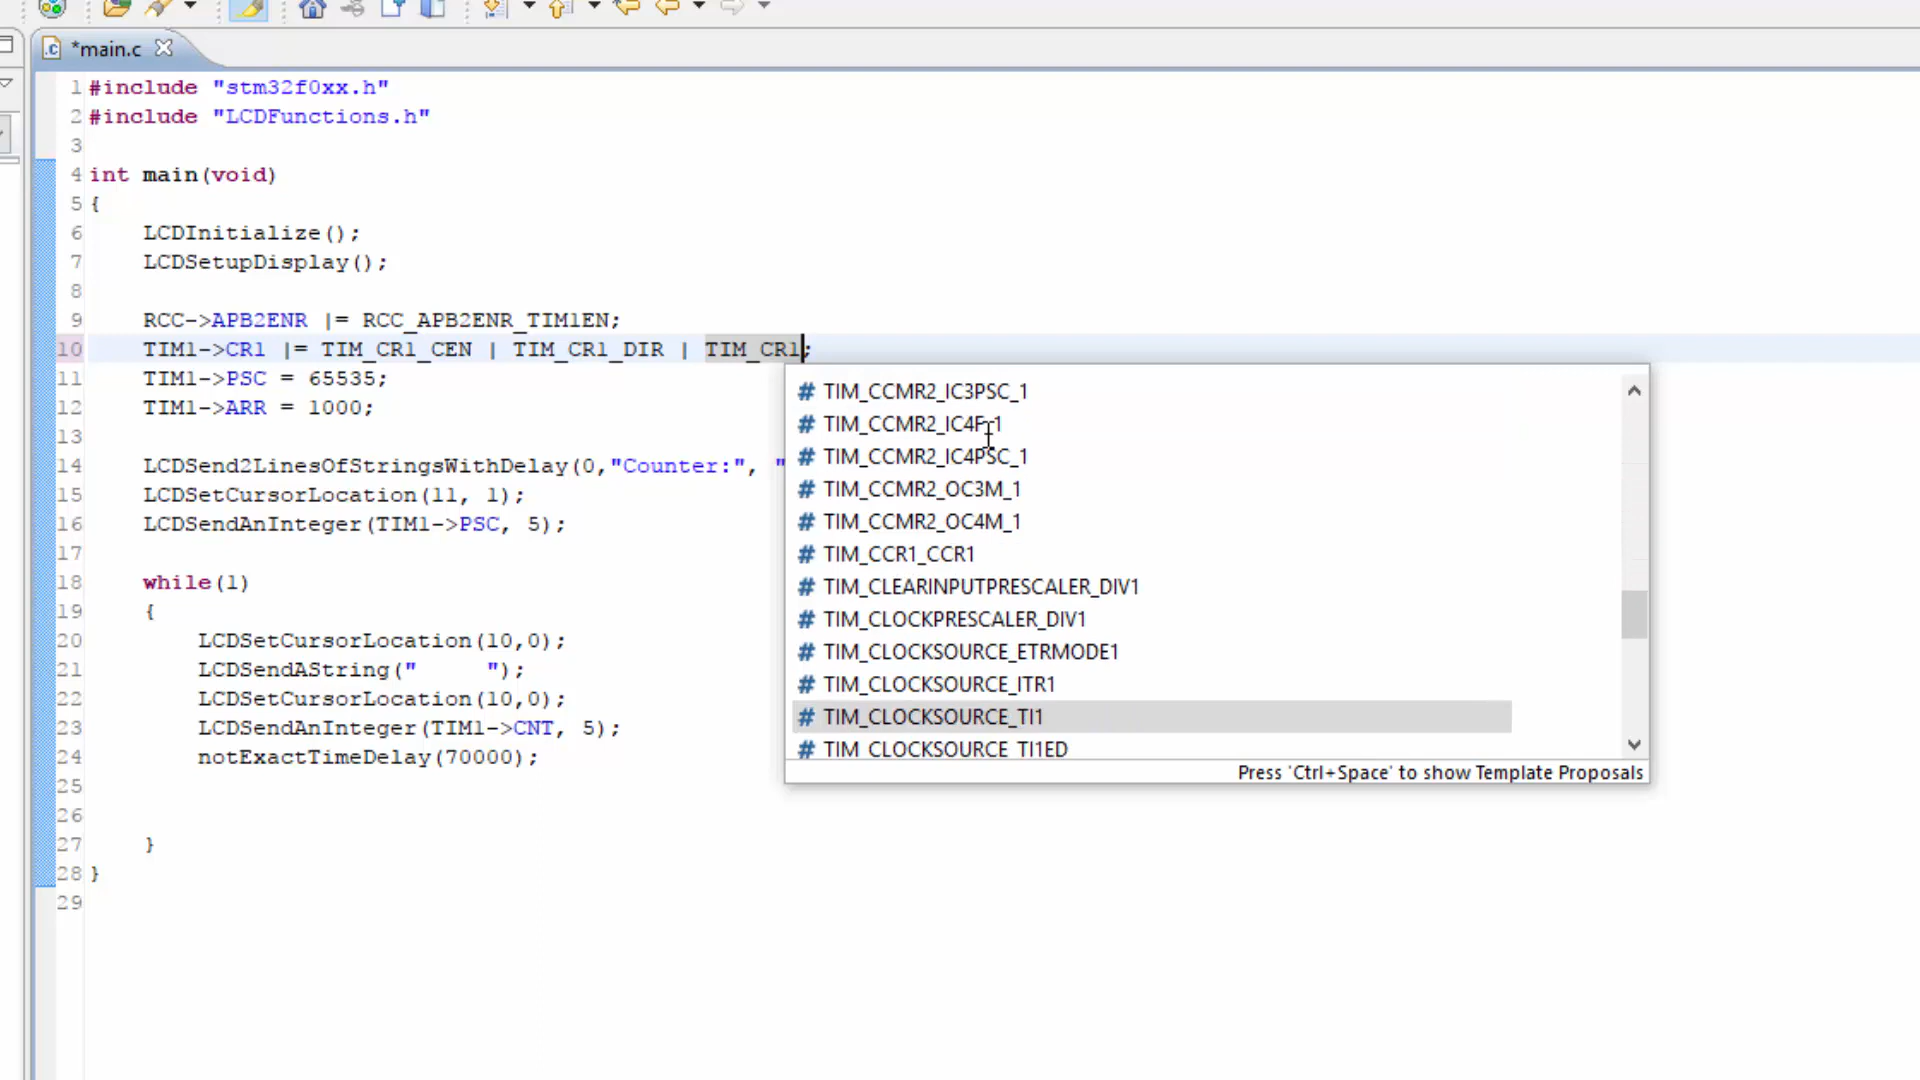 *main.c
1 #include "stm32f0xx.h"
2 #include "LCDFunctions.h"
3
4 int main(void)
5 {
6 LCDInitialize();
7 LCDSetupDisplay();
8
9 RCC->APB2ENR |= RCC_APB2ENR_TIM1EN;
10 TIM1->CR1 |= TIM_CR1_CEN | TIM_CR1_DIR | TIM_CR1;
11 TIM1->PSC = 65535;
12 TIM1->ARR = 1000;
13
14 LCDSend2LinesOfStringsWithDelay(0,"Counter:", "
15 LCDSetCursorLocation(11, 1);
16 LCDSendAnInteger(TIM1->PSC, 5);
17
18 while(1)
19 {
20 LCDSetCursorLocation(10,0);
21 LCDSendAString("     ");
22 LCDSetCursorLocation(10,0);
23 LCDSendAnInteger(TIM1->CNT, 5);
24 notExactTimeDelay(70000);
25
26
27 }
28 }
29
# TIM_CCMR2_IC3PSC_1
# TIM_CCMR2_IC4F_1
# TIM_CCMR2_IC4PSC_1
# TIM_CCMR2_OC3M_1
# TIM_CCMR2_OC4M_1
# TIM_CCR1_CCR1
# TIM_CLEARINPUTPRESCALER_DIV1
# TIM_CLOCKPRESCALER_DIV1
# TIM_CLOCKSOURCE_ETRMODE1
# TIM_CLOCKSOURCE_ITR1
# TIM_CLOCKSOURCE_TI1
# TIM_CLOCKSOURCE_TI1ED
Press 'Ctrl+Space' to show Template Proposals